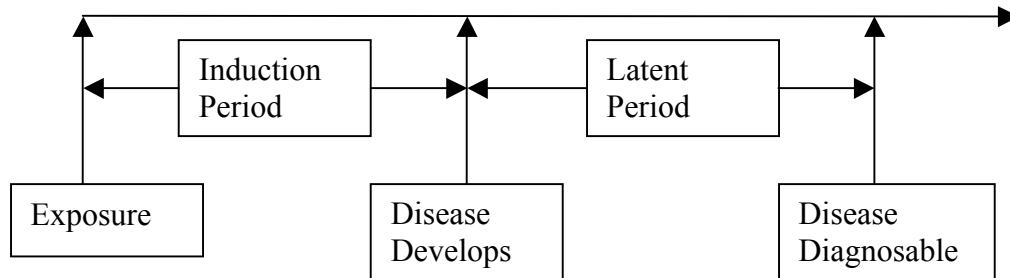 Induction
Period
Latent
Period
Exposure
Disease
Develops
Disease
Diagnosable